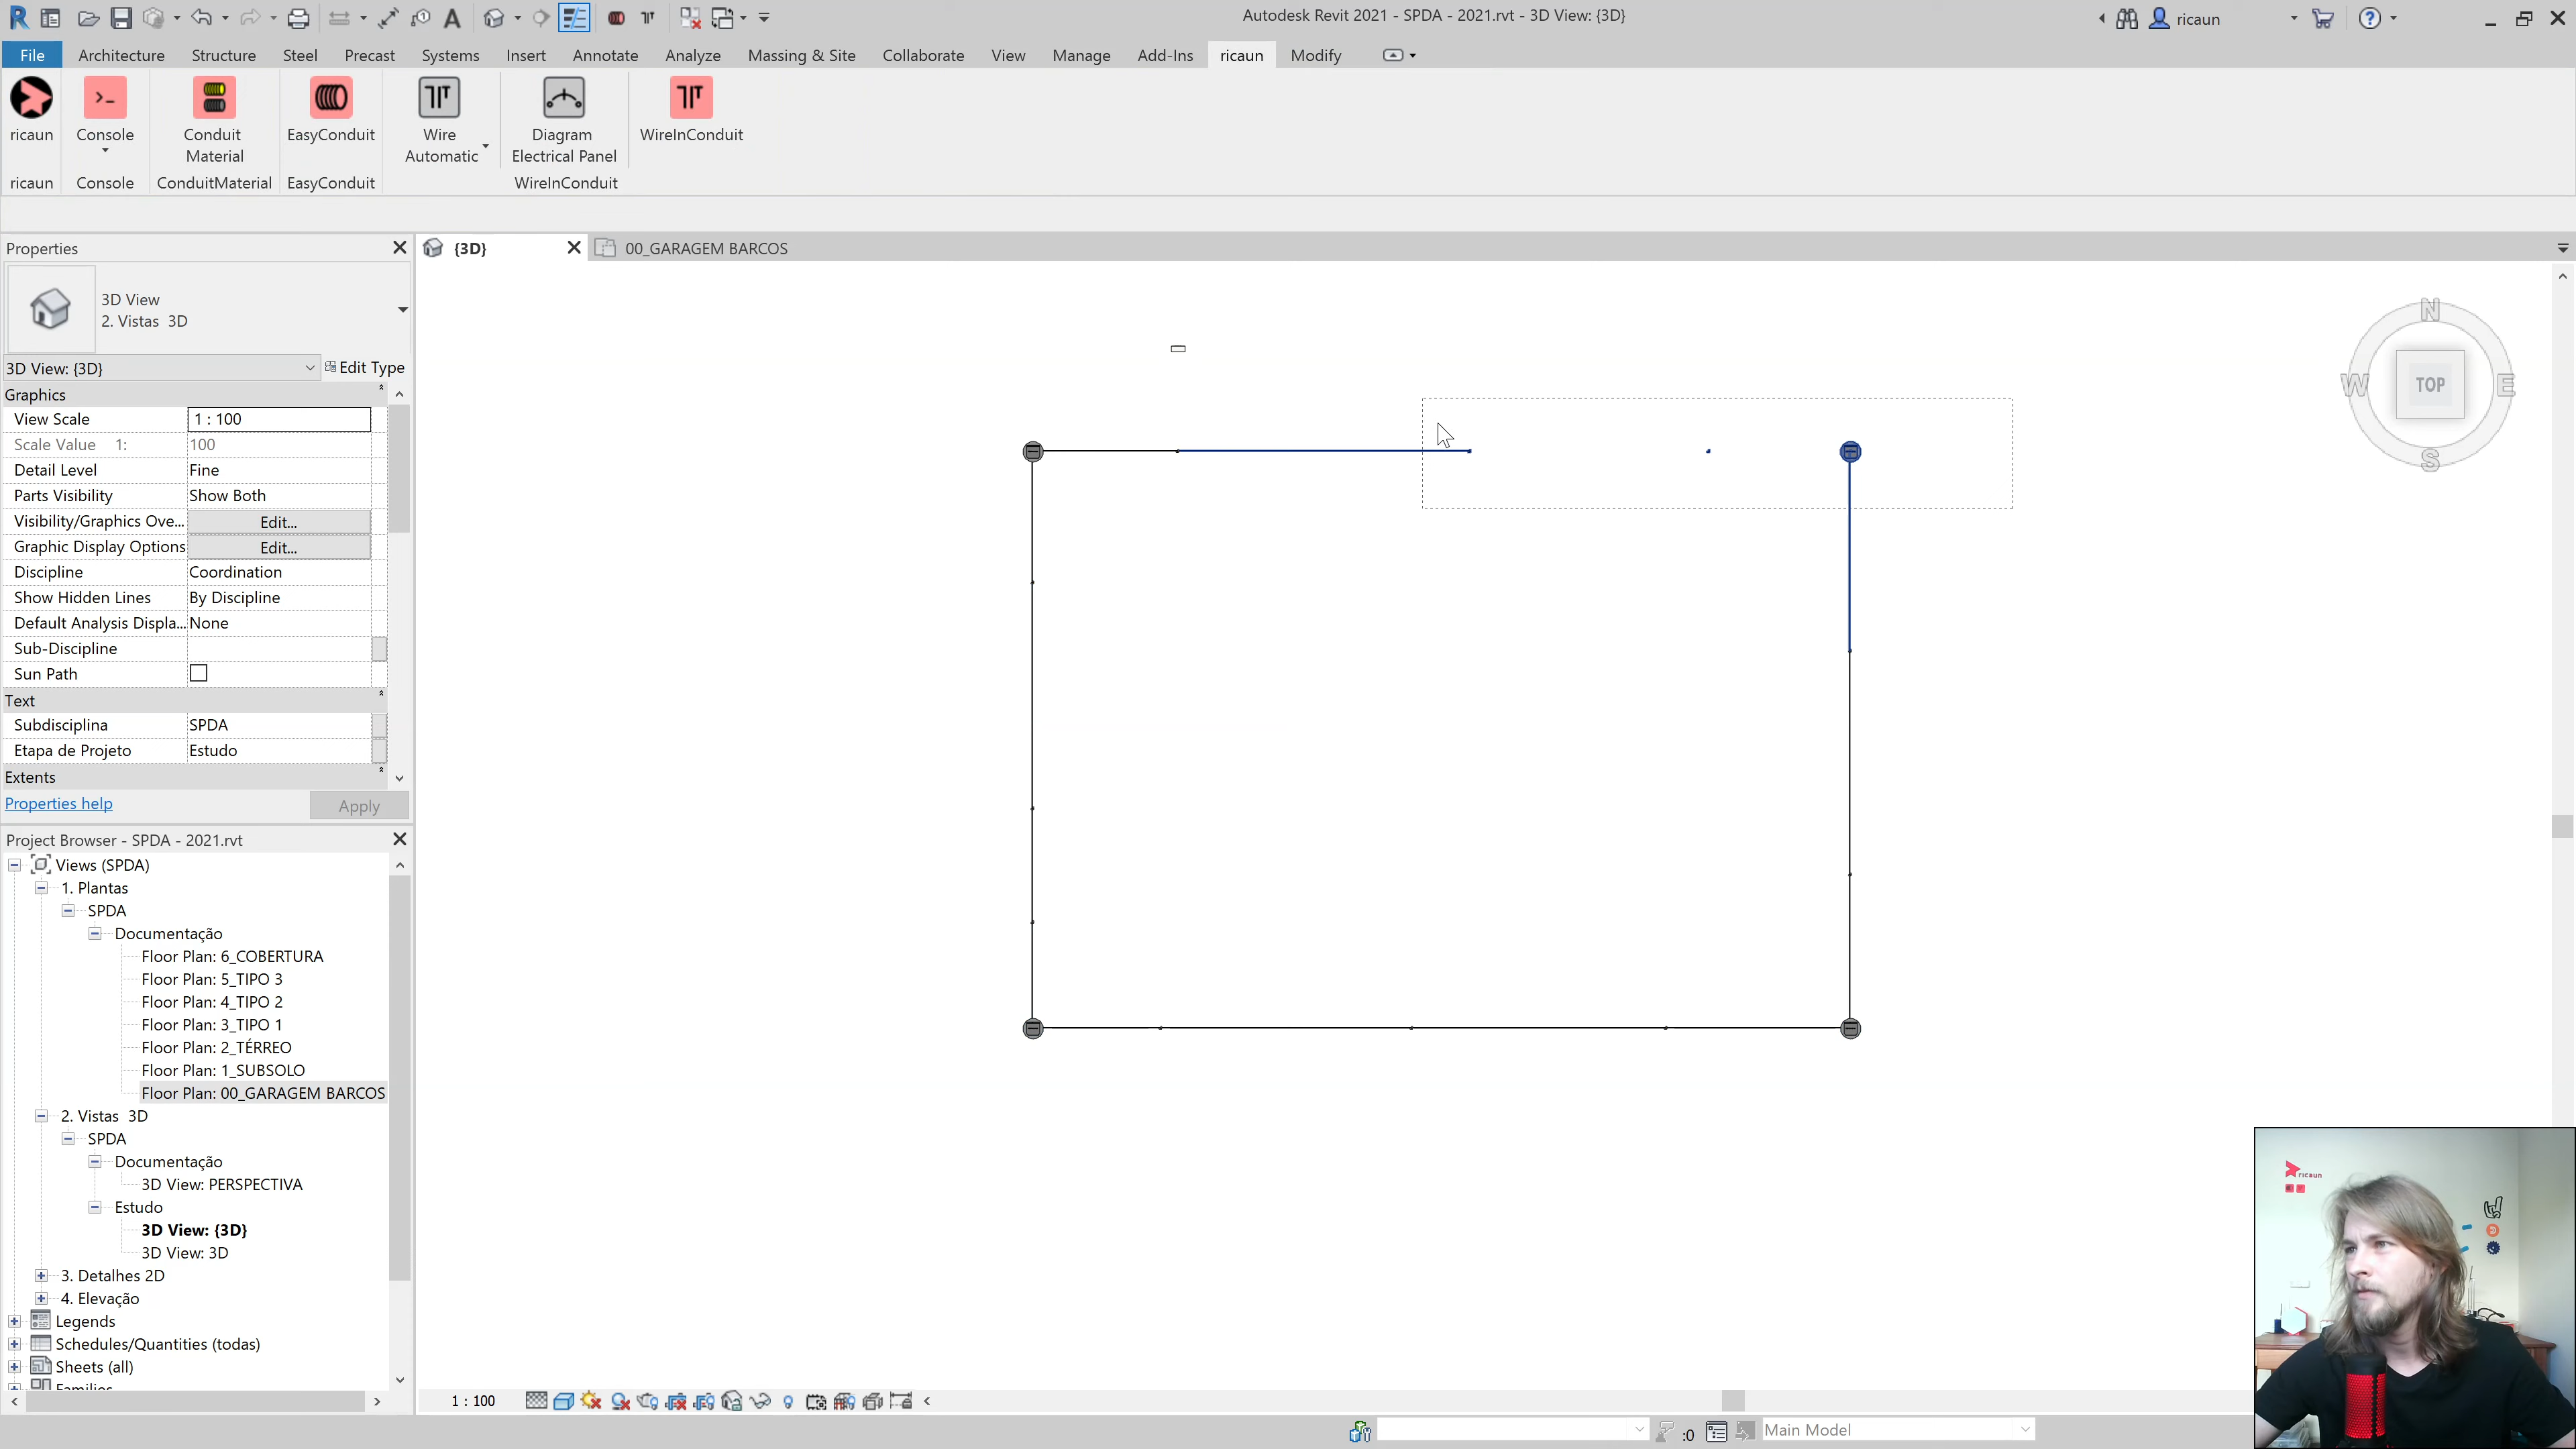 Autodesk Revit 2021 - SPDA - 2021.rvt - 3D View: {3D}
ricaun
File
Architecture
Structure
Steel
Precast
Systems
Insert
Annotate
Analyze
Massing & Site
Collaborate
View
Manage
Add-Ins
ricaun
Modify
ricaun
Console
Conduit
Material
EasyConduit
Wire
Automatic
Diagram
Electrical Panel
WireInConduit
ricaun
Console
ConduitMaterial
EasyConduit
WireInConduit
Properties
{3D}
00_GARAGEM BARCOS
3D View
2. Vistas 3D
3D View: {3D}
Edit Type
Graphics
View Scale 1 : 100
Scale Value 1: 100
Detail Level Fine
Parts Visibility Show Both
Visibility/Graphics Ove... Edit...
Graphic Display Options Edit...
Discipline Coordination
Show Hidden Lines By Discipline
Default Analysis Displa... None
Sub-Discipline
Sun Path
Text
Subdisciplina SPDA
Etapa de Projeto Estudo
Extents
Properties help
Apply
Project Browser - SPDA - 2021.rvt
Views (SPDA)
1. Plantas
SPDA
Documentação
Floor Plan: 6_COBERTURA
Floor Plan: 5_TIPO 3
Floor Plan: 4_TIPO 2
Floor Plan: 3_TIPO 1
Floor Plan: 2_TÉRREO
Floor Plan: 1_SUBSOLO
Floor Plan: 00_GARAGEM BARCOS
2. Vistas 3D
SPDA
Documentação
3D View: PERSPECTIVA
Estudo
3D View: {3D}
3D View: 3D
3. Detalhes 2D
4. Elevação
Legends
Schedules/Quantities (todas)
Sheets (all)
Families
N
W
TOP
E
S
ricaun
1 : 100
:0
Main Model